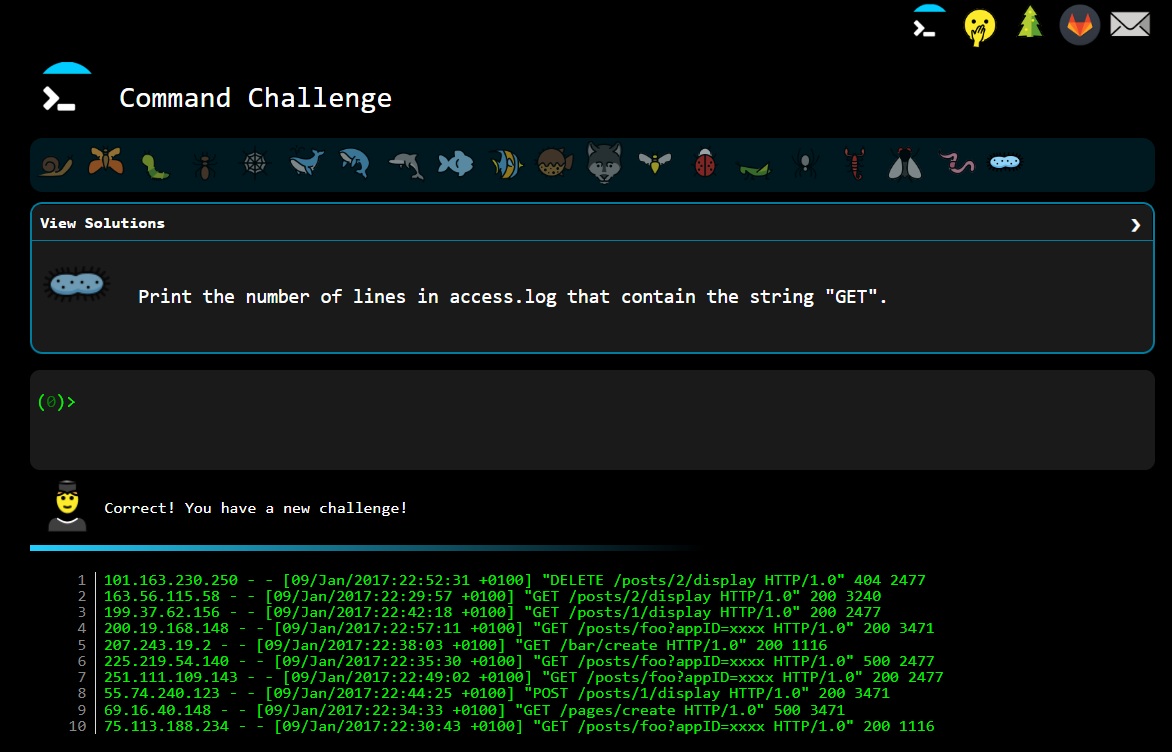 Command Challenge
View Solutions ❯
Print the number of lines in access.log that contain the string "GET".
(0)>
Correct! You have a new challenge!
1 101.163.230.250 - - [09/Jan/2017:22:52:31 +0100] "DELETE /posts/2/display HTTP/1.0" 404 2477
2 163.56.115.58 - - [09/Jan/2017:22:29:57 +0100] "GET /posts/2/display HTTP/1.0" 200 3240
3 199.37.62.156 - - [09/Jan/2017:22:42:18 +0100] "GET /posts/1/display HTTP/1.0" 200 2477
4 200.19.168.148 - - [09/Jan/2017:22:57:11 +0100] "GET /posts/foo?appID=xxxx HTTP/1.0" 200 3471
5 207.243.19.2 - - [09/Jan/2017:22:38:03 +0100] "GET /bar/create HTTP/1.0" 200 1116
6 225.219.54.140 - - [09/Jan/2017:22:35:30 +0100] "GET /posts/foo?appID=xxxx HTTP/1.0" 500 2477
7 251.111.109.143 - - [09/Jan/2017:22:49:02 +0100] "GET /posts/foo?appID=xxxx HTTP/1.0" 200 2477
8 55.74.240.123 - - [09/Jan/2017:22:44:25 +0100] "POST /posts/1/display HTTP/1.0" 200 3471
9 69.16.40.148 - - [09/Jan/2017:22:34:33 +0100] "GET /pages/create HTTP/1.0" 500 3471
10 75.113.188.234 - - [09/Jan/2017:22:30:43 +0100] "GET /posts/foo?appID=xxxx HTTP/1.0" 200 1116